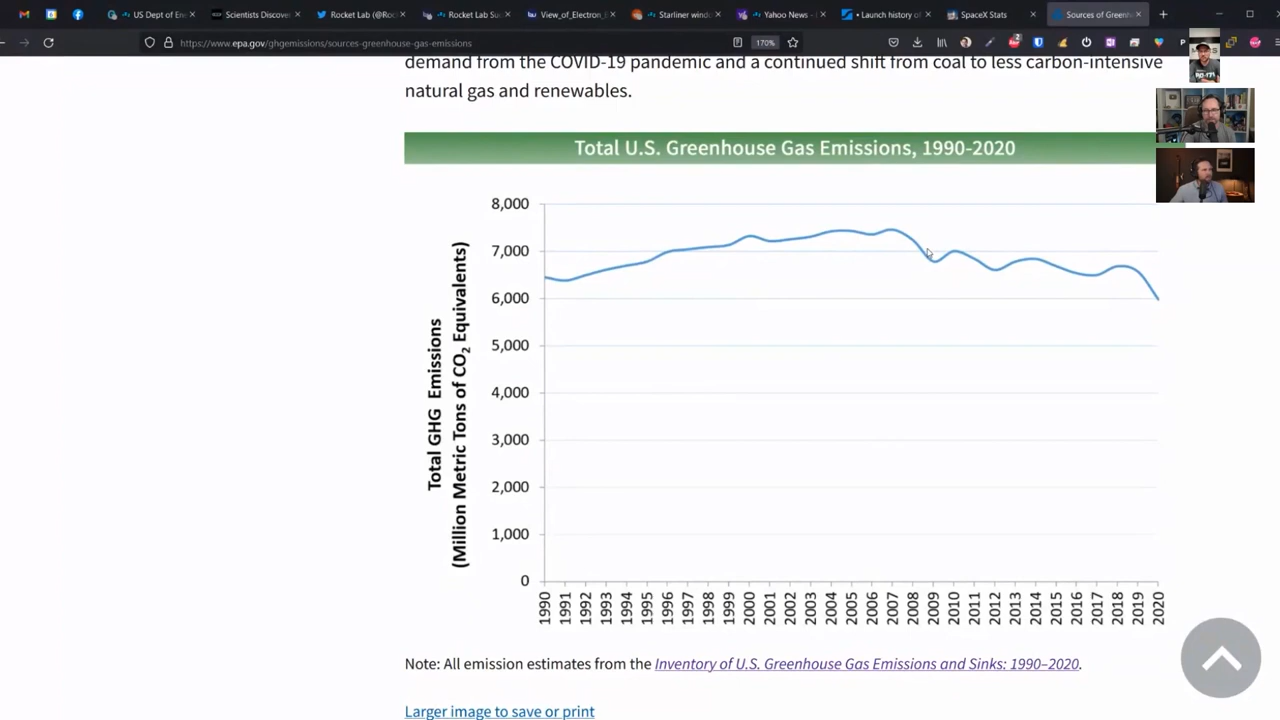 US Dept of En
Scientists Discove
Rocket Lab (@Ro
Rocket Lab Su
View_of_Electron_
Starliner wind
Yahoo News - (
• Launch history o
SpaceX Stats
Sources of Greenh
https://www.epa.gov/ghgemissions/sources-greenhouse-gas-emissions
170%
demand from the COVID-19 pandemic and a continued shift from coal to less carbon-intensive
natural gas and renewables.
Total U.S. Greenhouse Gas Emissions, 1990-2020
Total GHG Emissions
(Million Metric Tons of CO2 Equivalents)
8,000
7,000
6,000
5,000
4,000
3,000
2,000
1,000
0
1990 1991 1992 1993 1994 1995 1996 1997 1998 1999 2000 2001 2002 2003 2004 2005 2006 2007 2008 2009 2010 2011 2012 2013 2014 2015 2016 2017 2018 2019 2020
Note: All emission estimates from the Inventory of U.S. Greenhouse Gas Emissions and Sinks: 1990–2020.
Larger image to save or print